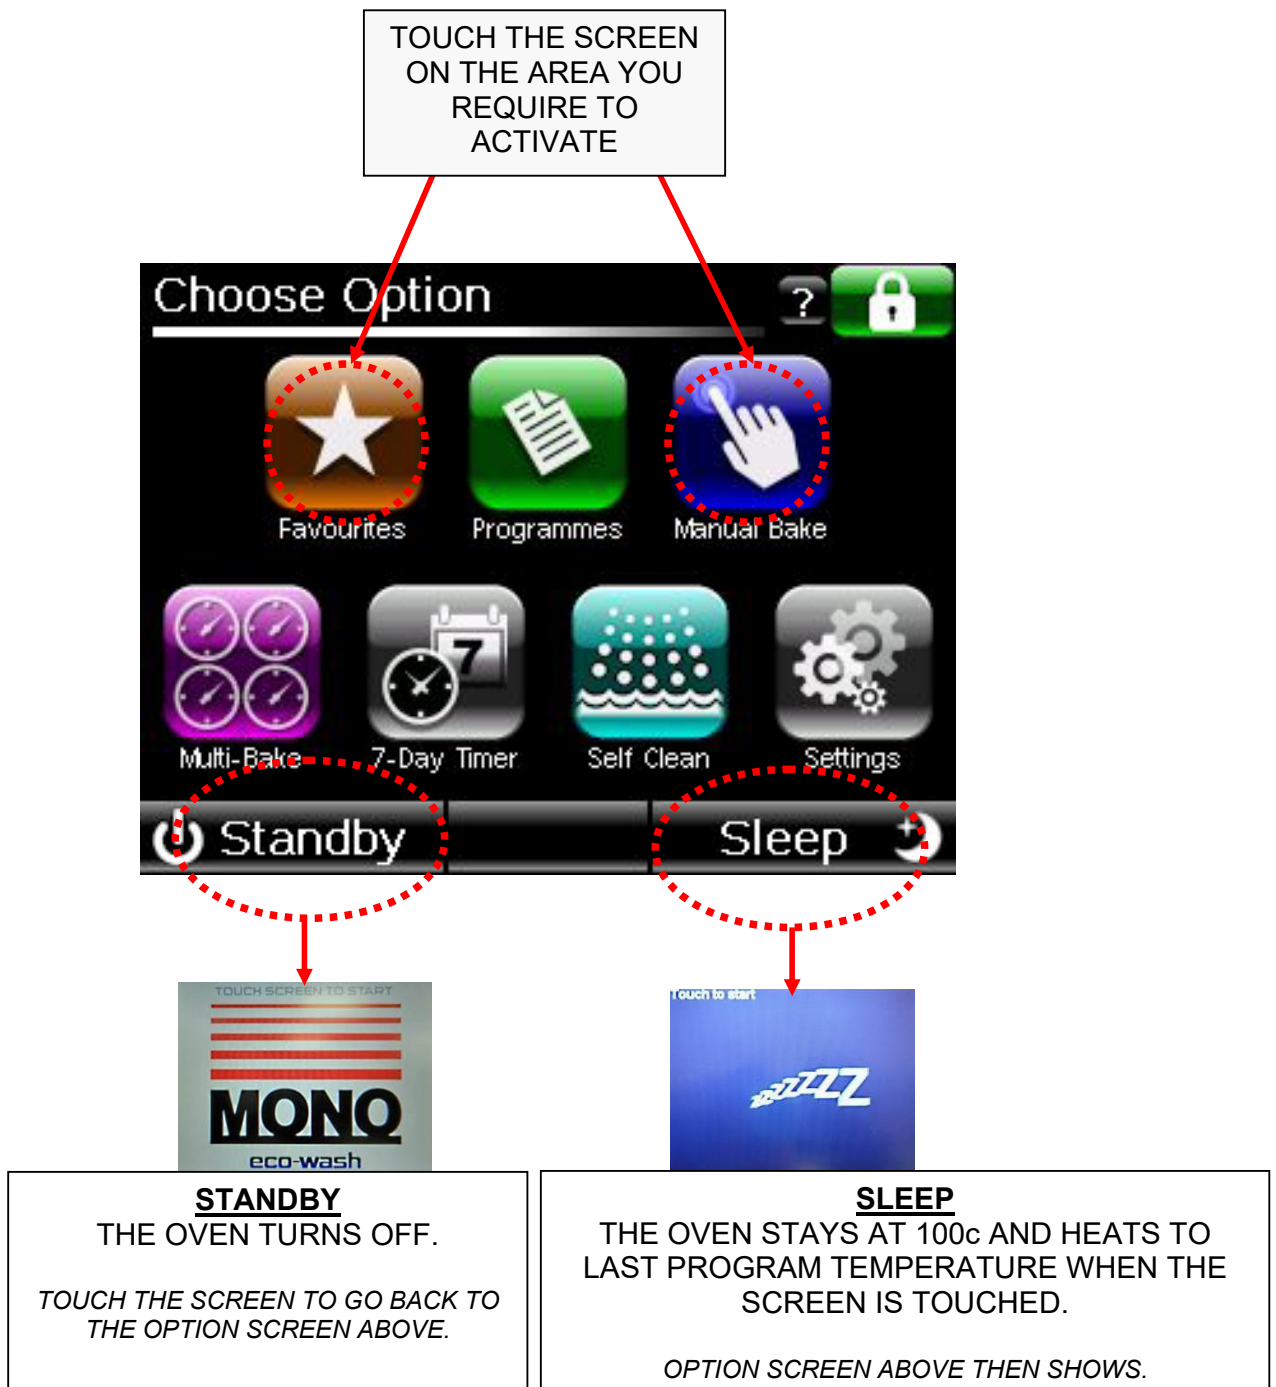 TOUCH THE SCREEN
ON THE AREA YOU
REQUIRE TO
ACTIVATE
Choose Option
?
Favourites
Programmes
Manual Bake
7
Multi-Bake
7-Day Timer
Self Clean
Settings
Standby
Sleep
TOUCH SCREEN TO START
MONO
eco-wash
Touch to start
zzzzZZZ
STANDBY
THE OVEN TURNS OFF.
TOUCH THE SCREEN TO GO BACK TO
THE OPTION SCREEN ABOVE.
SLEEP
THE OVEN STAYS AT 100c AND HEATS TO
LAST PROGRAM TEMPERATURE WHEN THE
SCREEN IS TOUCHED.
OPTION SCREEN ABOVE THEN SHOWS.